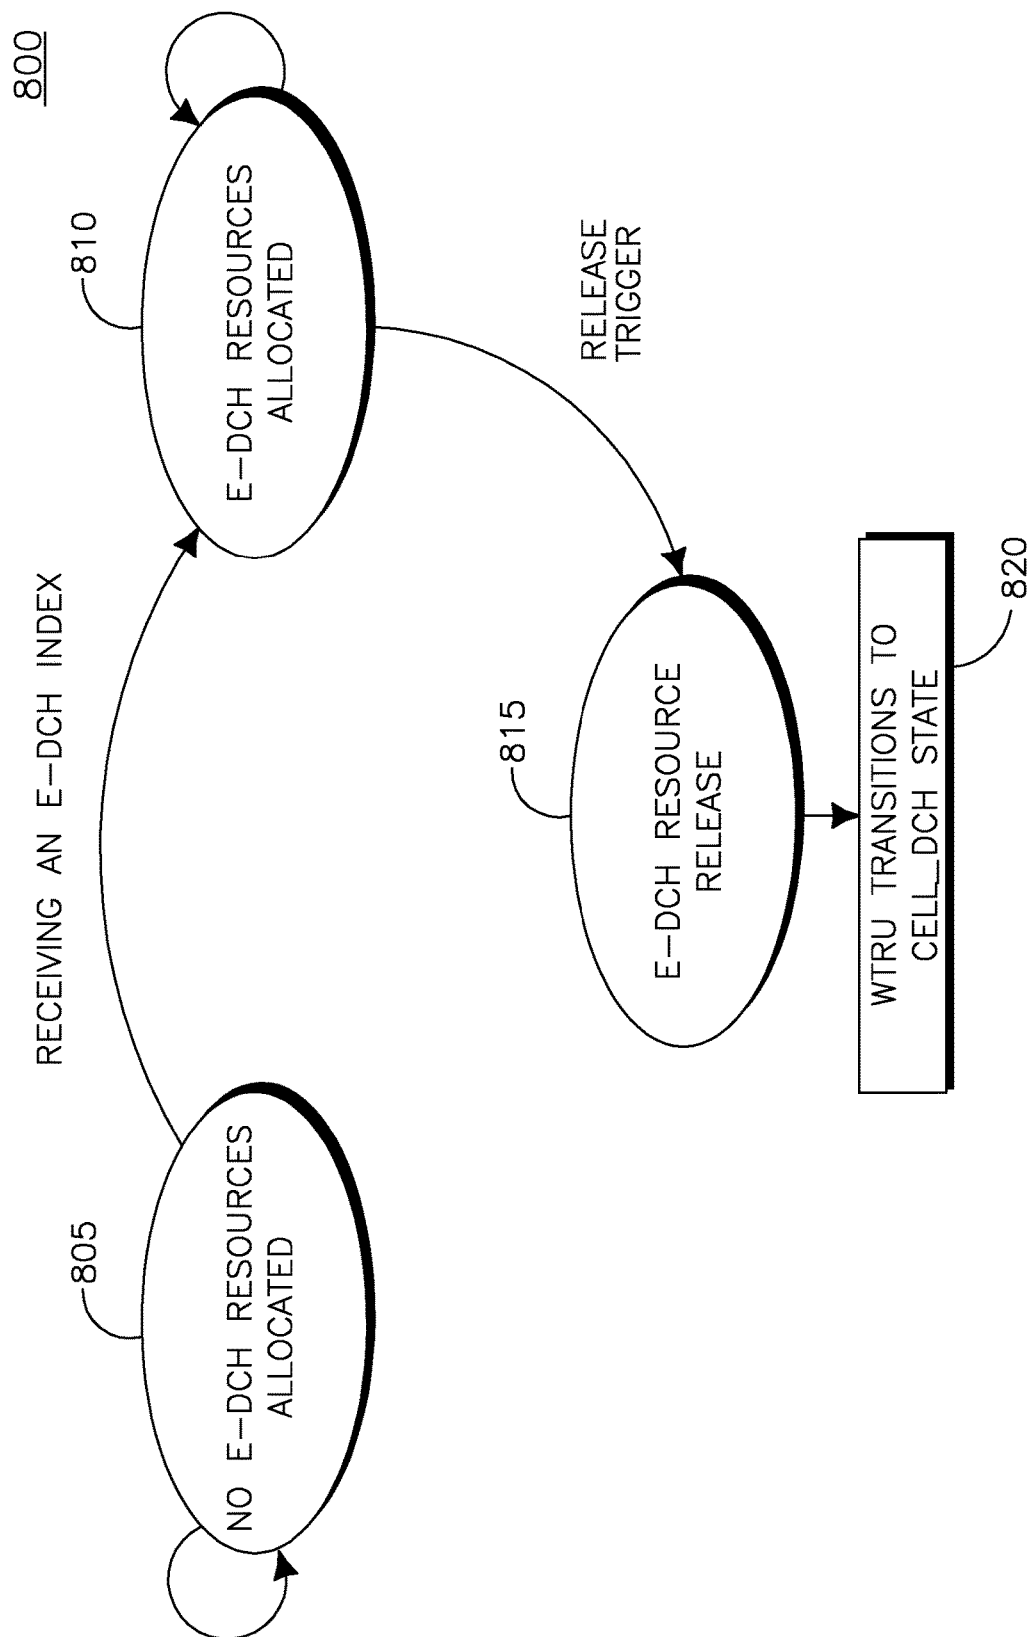 800
RECEIVING AN E-DCH INDEX
805
NO E-DCH RESOURCES
ALLOCATED
810
E-DCH RESOURCES
ALLOCATED
RELEASE
TRIGGER
815
E-DCH RESOURCE
RELEASE
WTRU TRANSITIONS TO
CELL_DCH STATE
820